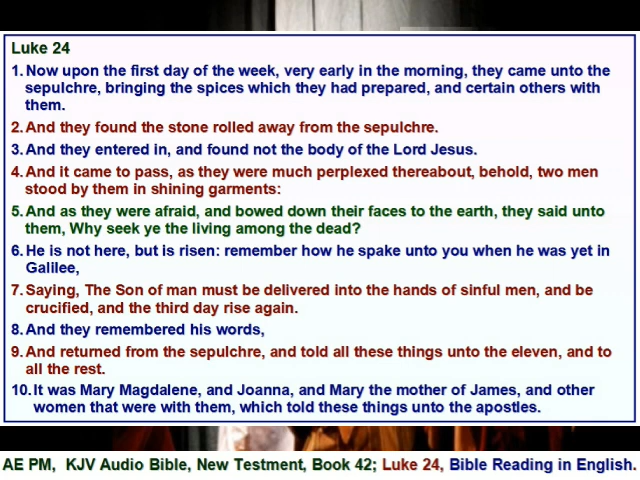 Luke 24
1. Now upon the first day of the week, very early in the morning, they came unto the
sepulchre, bringing the spices which they had prepared, and certain others with
them.
2. And they found the stone rolled away from the sepulchre.
3. And they entered in, and found not the body of the Lord Jesus.
4. And it came to pass, as they were much perplexed thereabout, behold, two men
stood by them in shining garments:
5. And as they were afraid, and bowed down their faces to the earth, they said unto
them, Why seek ye the living among the dead?
6. He is not here, but is risen: remember how he spake unto you when he was yet in
Galilee,
7. Saying, The Son of man must be delivered into the hands of sinful men, and be
crucified, and the third day rise again.
8. And they remembered his words,
9. And returned from the sepulchre, and told all these things unto the eleven, and to
all the rest.
10. It was Mary Magdalene, and Joanna, and Mary the mother of James, and other
women that were with them, which told these things unto the apostles.
AE PM, KJV Audio Bible, New Testment, Book 42; Luke 24, Bible Reading in English.